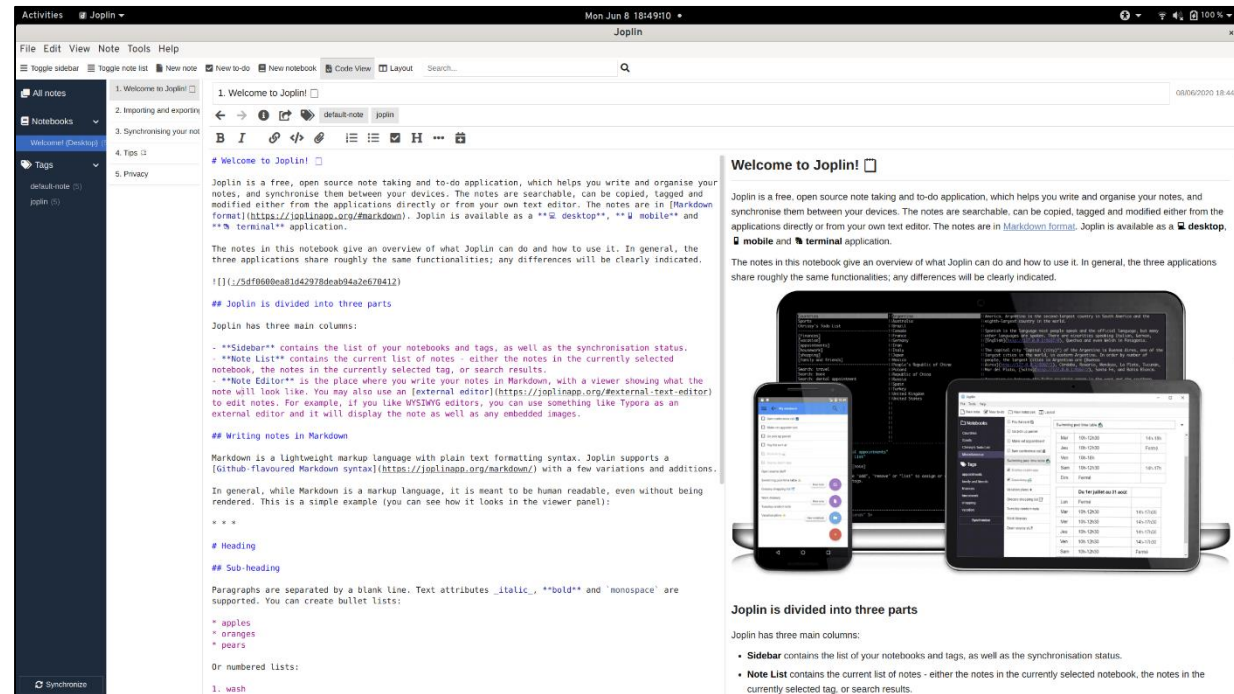 Activities Joplin
Mon Jun 8 18:49:10
100 %
Joplin
File Edit View Note Tools Help
Toggle sidebar Toggle note list New note New to-do New notebook Code View Layout Search...
All notes
Notebooks
Welcome! (Desktop)
Tags
default-note (5)
joplin (5)
Synchronize
1. Welcome to Joplin!
2. Importing and exporting
3. Synchronising your not
4. Tips
5. Privacy
1. Welcome to Joplin!
08/06/2020 18:44
default-note joplin
B I H
# Welcome to Joplin!
Joplin is a free, open source note taking and to-do application, which helps you write and organise your
notes, and synchronise them between your devices. The notes are searchable, can be copied, tagged and
modified either from the applications directly or from your own text editor. The notes are in [Markdown
format](https://joplinapp.org/#markdown). Joplin is available as a ** desktop**, ** mobile** and
** terminal** application.
The notes in this notebook give an overview of what Joplin can do and how to use it. In general, the
three applications share roughly the same functionalities; any differences will be clearly indicated.
![](:/5df0600ea81d42978deab94a2e670412)
## Joplin is divided into three parts
Joplin has three main columns:
- **Sidebar** contains the list of your notebooks and tags, as well as the synchronisation status.
- **Note List** contains the current list of notes - either the notes in the currently selected
notebook, the notes in the currently selected tag, or search results.
- **Note Editor** is the place where you write your notes in Markdown, with a viewer showing what the
note will look like. You may also use an [external editor](https://joplinapp.org/#external-text-editor)
to edit notes. For example, if you like WYSIWYG editors, you can use something like Typora as an
external editor and it will display the note as well as any embedded images.
## Writing notes in Markdown
Markdown is a lightweight markup language with plain text formatting syntax. Joplin supports a
[Github-flavoured Markdown syntax](https://joplinapp.org/markdown/) with a few variations and additions.
In general, while Markdown is a markup language, it is meant to be human readable, even without being
rendered. This is a simple example (you can see how it looks in the viewer panel):
* * *
# Heading
## Sub-heading
Paragraphs are separated by a blank line. Text attributes _italic_, **bold** and `monospace` are
supported. You can create bullet lists:
* apples
* oranges
* pears
Or numbered lists:
1. wash
Welcome to Joplin!
Joplin is a free, open source note taking and to-do application, which helps you write and organise your notes, and
synchronise them between your devices. The notes are searchable, can be copied, tagged and modified either from the
applications directly or from your own text editor. The notes are in Markdown format. Joplin is available as a desktop,
mobile and terminal application.
The notes in this notebook give an overview of what Joplin can do and how to use it. In general, the three applications
share roughly the same functionalities; any differences will be clearly indicated.
Joplin is divided into three parts
Joplin has three main columns:
• Sidebar contains the list of your notebooks and tags, as well as the synchronisation status.
• Note List contains the current list of notes - either the notes in the currently selected notebook, the notes in the
currently selected tag, or search results.